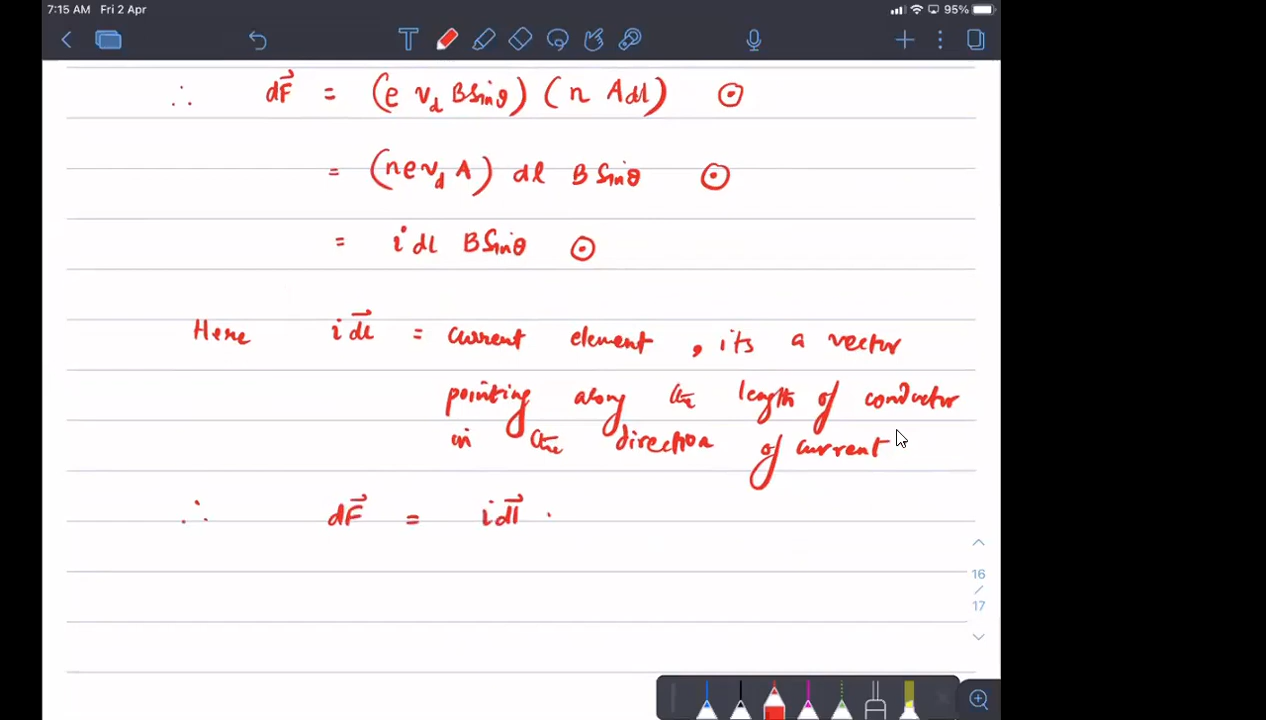 7:15 AM Fri 2 Apr
95%
∴ dF⃗ = (e v_d B Sinθ) (n A dl) ⊙
= (n e v_d A) dl B Sinθ ⊙
= i dl B Sinθ ⊙
Here i dl⃗ = current element, its a vector
pointing along the length of conductor
in the direction of current
∴ dF⃗ = i dl⃗ .
16
/
17